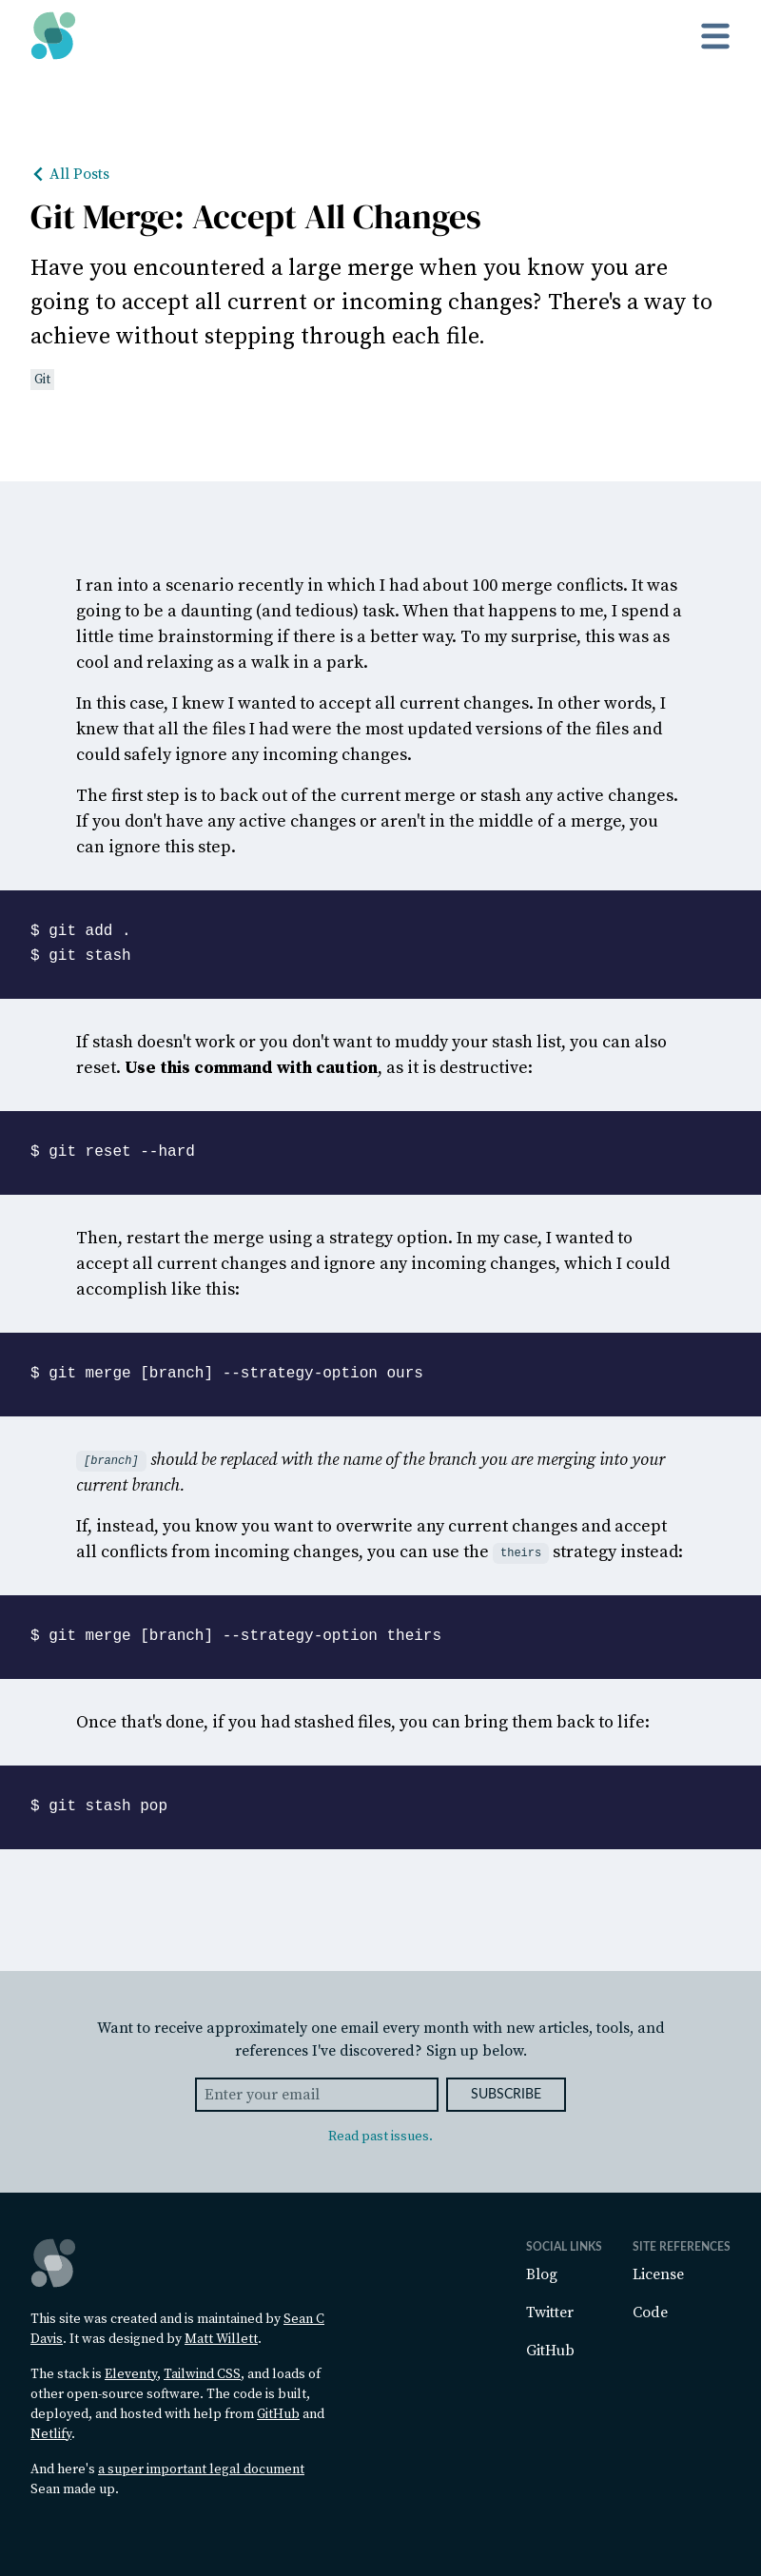 All Posts
Git Merge: Accept All Changes
Have you encountered a large merge when you know you are
going to accept all current or incoming changes? There's a way to
achieve without stepping through each file.
Git
I ran into a scenario recently in which I had about 100 merge conflicts. It was
going to be a daunting (and tedious) task. When that happens to me, I spend a
little time brainstorming if there is a better way. To my surprise, this was as
cool and relaxing as a walk in a park.
In this case, I knew I wanted to accept all current changes. In other words, I
knew that all the files I had were the most updated versions of the files and
could safely ignore any incoming changes.
The first step is to back out of the current merge or stash any active changes.
If you don't have any active changes or aren't in the middle of a merge, you
can ignore this step.
$ git add .
$ git stash
If stash doesn't work or you don't want to muddy your stash list, you can also
reset. Use this command with caution, as it is destructive:
$ git reset --hard
Then, restart the merge using a strategy option. In my case, I wanted to
accept all current changes and ignore any incoming changes, which I could
accomplish like this:
$ git merge [branch] --strategy-option ours
[branch] should be replaced with the name of the branch you are merging into your
current branch.
If, instead, you know you want to overwrite any current changes and accept
all conflicts from incoming changes, you can use the theirs strategy instead:
$ git merge [branch] --strategy-option theirs
Once that's done, if you had stashed files, you can bring them back to life:
$ git stash pop
Want to receive approximately one email every month with new articles, tools, and
references I've discovered? Sign up below.
Enter your email
SUBSCRIBE
Read past issues.
This site was created and is maintained by Sean C
Davis. It was designed by Matt Willett.
The stack is Eleventy, Tailwind CSS, and loads of
other open-source software. The code is built,
deployed, and hosted with help from GitHub and
Netlify.
And here's a super important legal document
Sean made up.
SOCIAL LINKS
Blog
Twitter
GitHub
SITE REFERENCES
License
Code